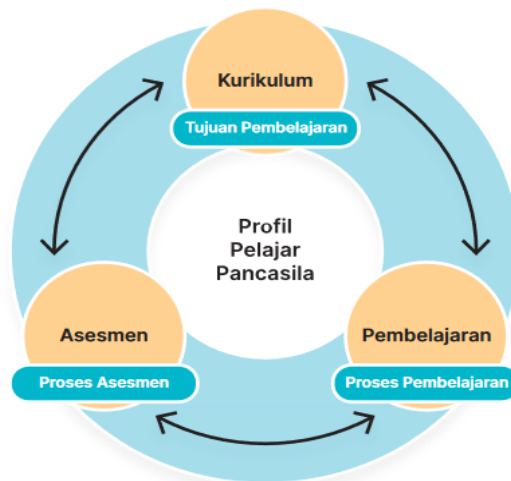 Kurikulum
Tujuan Pembelajaran
Profil
Pelajar
Pancasila
Asesmen
Proses Asesmen
Pembelajaran
Proses Pembelajaran